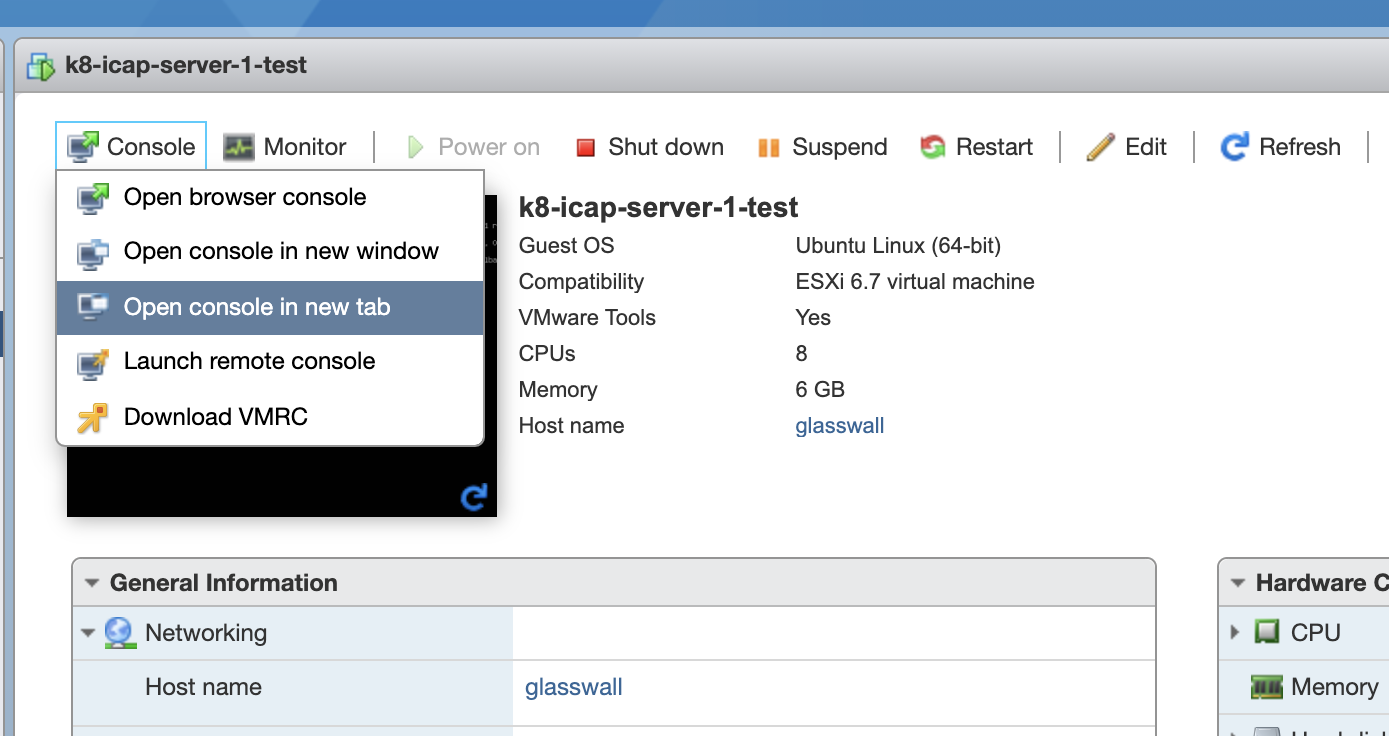 k8-icap-server-1-test
Console Monitor Power on Shut down Suspend Restart Edit Refresh
Open browser console
Open console in new window
Open console in new tab
Launch remote console
Download VMRC
k8-icap-server-1-test
Guest OS Ubuntu Linux (64-bit)
Compatibility ESXi 6.7 virtual machine
VMware Tools Yes
CPUs 8
Memory 6 GB
Host name glasswall
General Information
Networking
Host name glasswall
Hardware C
CPU
Memory